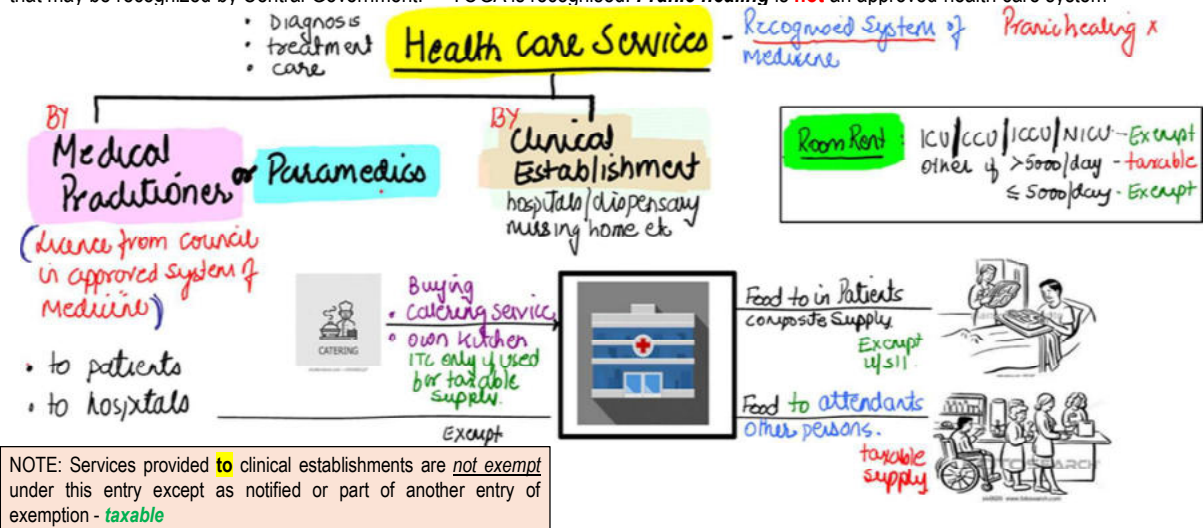 that may be recognized by Central Government. YOGA is recognised. Pranic healing is not an approved health care system
• Diagnosis
• treatment
• care
Health Care Services - Recognised System of Medicine
Pranic healing x
BY
Medical Praditioner or Paramedics
(Licence from council
in approved system of
Medicine)
• to patients
• to hospitals
BY
Clinical
Establishment
hospitals/dispensary
nursing home etc
Room Rent : ICU/CCU/ICCU/NICU - Exempt
other if >5000/day - taxable
≤ 5000/day - Exempt
CATERING
Buying
• Catering service
• own kitchen
ITC only if used
for taxable
supply.
Exempt
Food to in Patients
composite Supply.
Exempt
u/s 11
Food to attendants
other persons.
taxable
supply
NOTE: Services provided to clinical establishments are not exempt
under this entry except as notified or part of another entry of
exemption - taxable